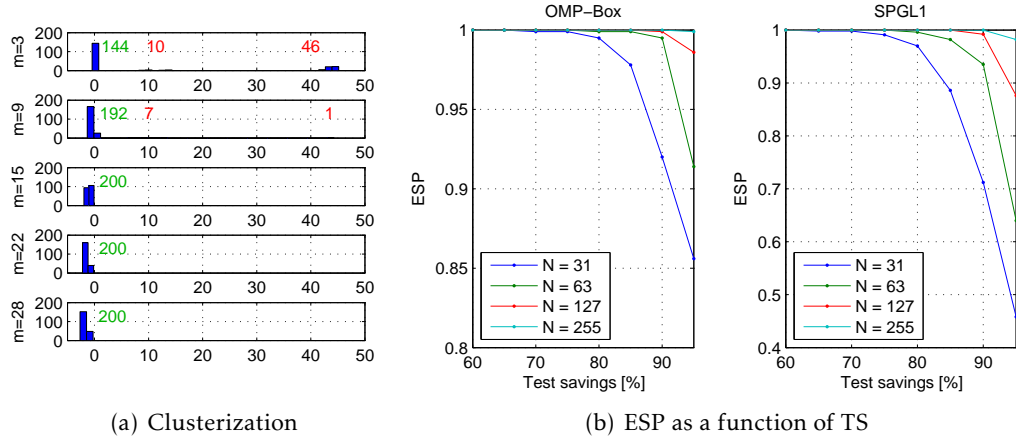 m=3
200
100
0
144
10
46
0 10 20 30 40 50
m=9
200
100
0
192
7
1
0 10 20 30 40 50
m=15
200
100
0
200
0 10 20 30 40 50
m=22
200
100
0
200
0 10 20 30 40 50
m=28
200
100
0
200
0 10 20 30 40 50
(a) Clusterization
OMP−Box
ESP
1
0.95
0.9
0.85
0.8
N = 31
N = 63
N = 127
N = 255
60 70 80 90
Test savings [%]
SPGL1
ESP
1
0.9
0.8
0.7
0.6
0.5
0.4
N = 31
N = 63
N = 127
N = 255
60 70 80 90
Test savings [%]
(b) ESP as a function of TS